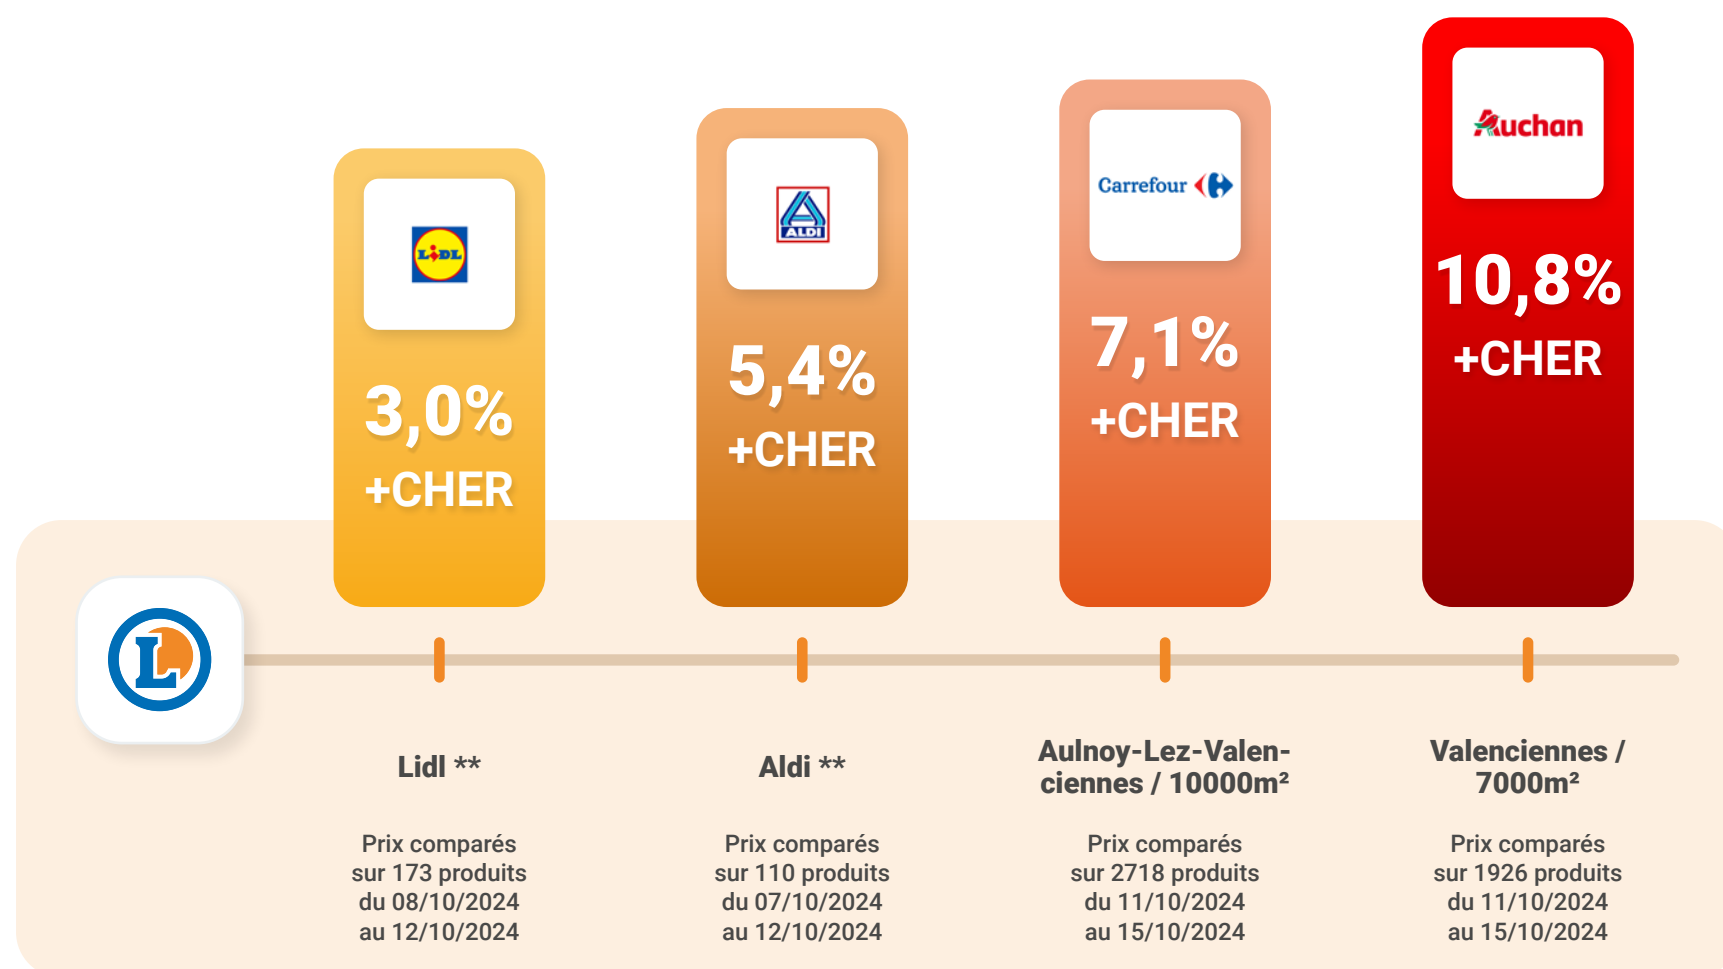 LiDL
3,0%
+CHER
ALDI
5,4%
+CHER
Carrefour
7,1%
+CHER
Auchan
10,8%
+CHER
L
Lidl **
Prix comparés
sur 173 produits
du 08/10/2024
au 12/10/2024
Aldi **
Prix comparés
sur 110 produits
du 07/10/2024
au 12/10/2024
Aulnoy-Lez-Valen-
ciennes / 10000m²
Prix comparés
sur 2718 produits
du 11/10/2024
au 15/10/2024
Valenciennes /
7000m²
Prix comparés
sur 1926 produits
du 11/10/2024
au 15/10/2024